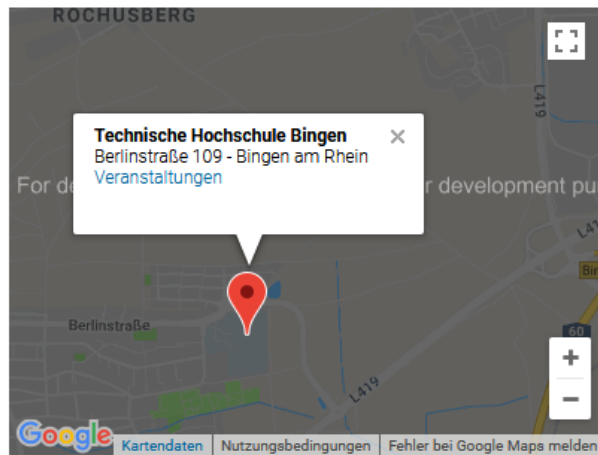 ROCHUSBERG
L419
Technische Hochschule Bingen
Berlinstraße 109 - Bingen am Rhein
Veranstaltungen
For de
r development pu
L41
Bin
Berlinstraße
60
L419
+
−
Google
Kartendaten
Nutzungsbedingungen
Fehler bei Google Maps melden